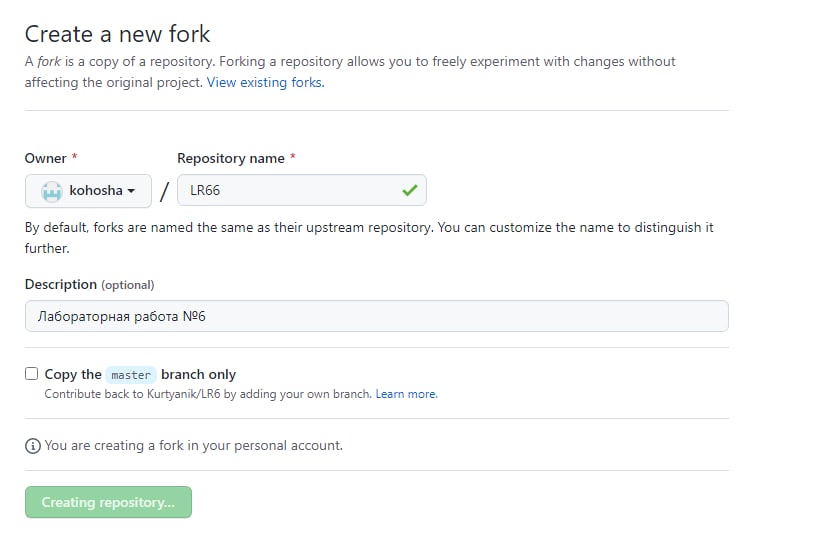 Create a new fork
A fork is a copy of a repository. Forking a repository allows you to freely experiment with changes without
affecting the original project. View existing forks.
Owner *
Repository name *
kohosha
/
LR66
By default, forks are named the same as their upstream repository. You can customize the name to distinguish it
further.
Description (optional)
Лабораторная работа №6
Copy the master branch only
Contribute back to Kurtyanik/LR6 by adding your own branch. Learn more.
You are creating a fork in your personal account.
Creating repository...